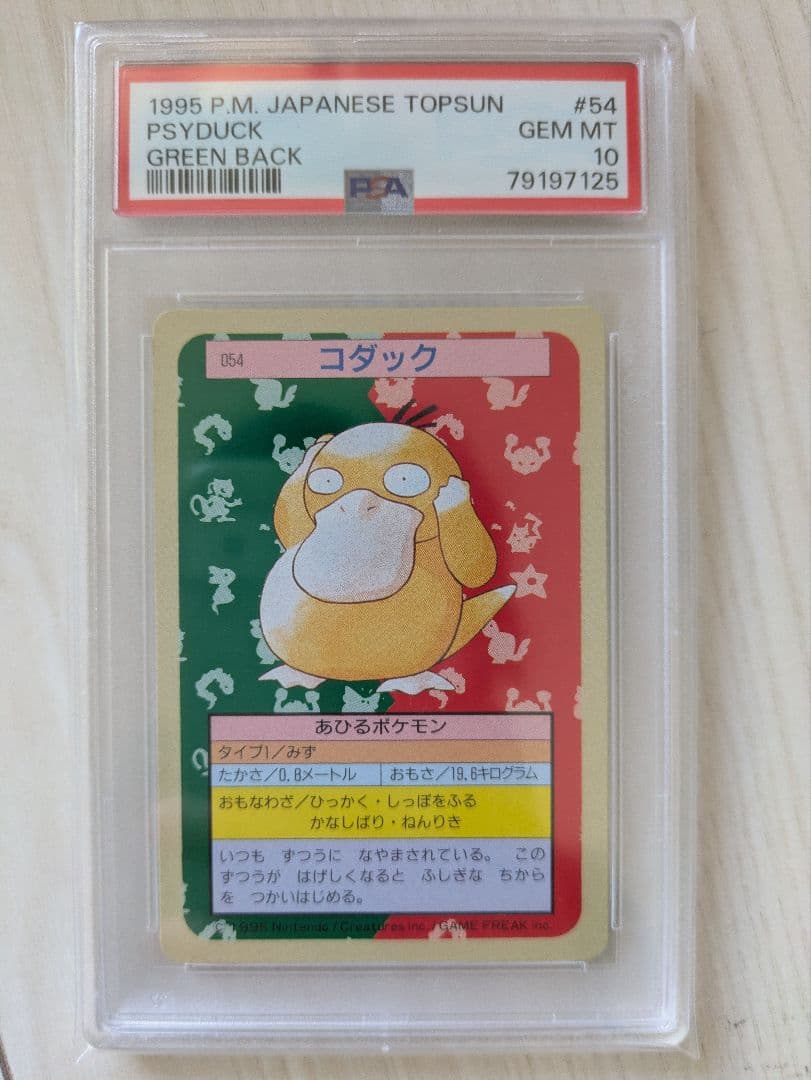 1995 P.M. JAPANESE TOPSUN #54
PSYDUCK GEM MT
GREEN BACK 10
PSA 79197125
054 コダック
あひるポケモン
タイプ1/みず
たかさ/0.8メートル おもさ/19.6キログラム
おもなわざ/ひっかく・しっぽをふる
かなしばり・ねんりき
いつも ずつうに なやまされている。 この
ずつうが はげしくなると ふしぎな ちから
を つかいはじめる。
© 1995 Nintendo / Creatures inc. / GAME FREAK inc.